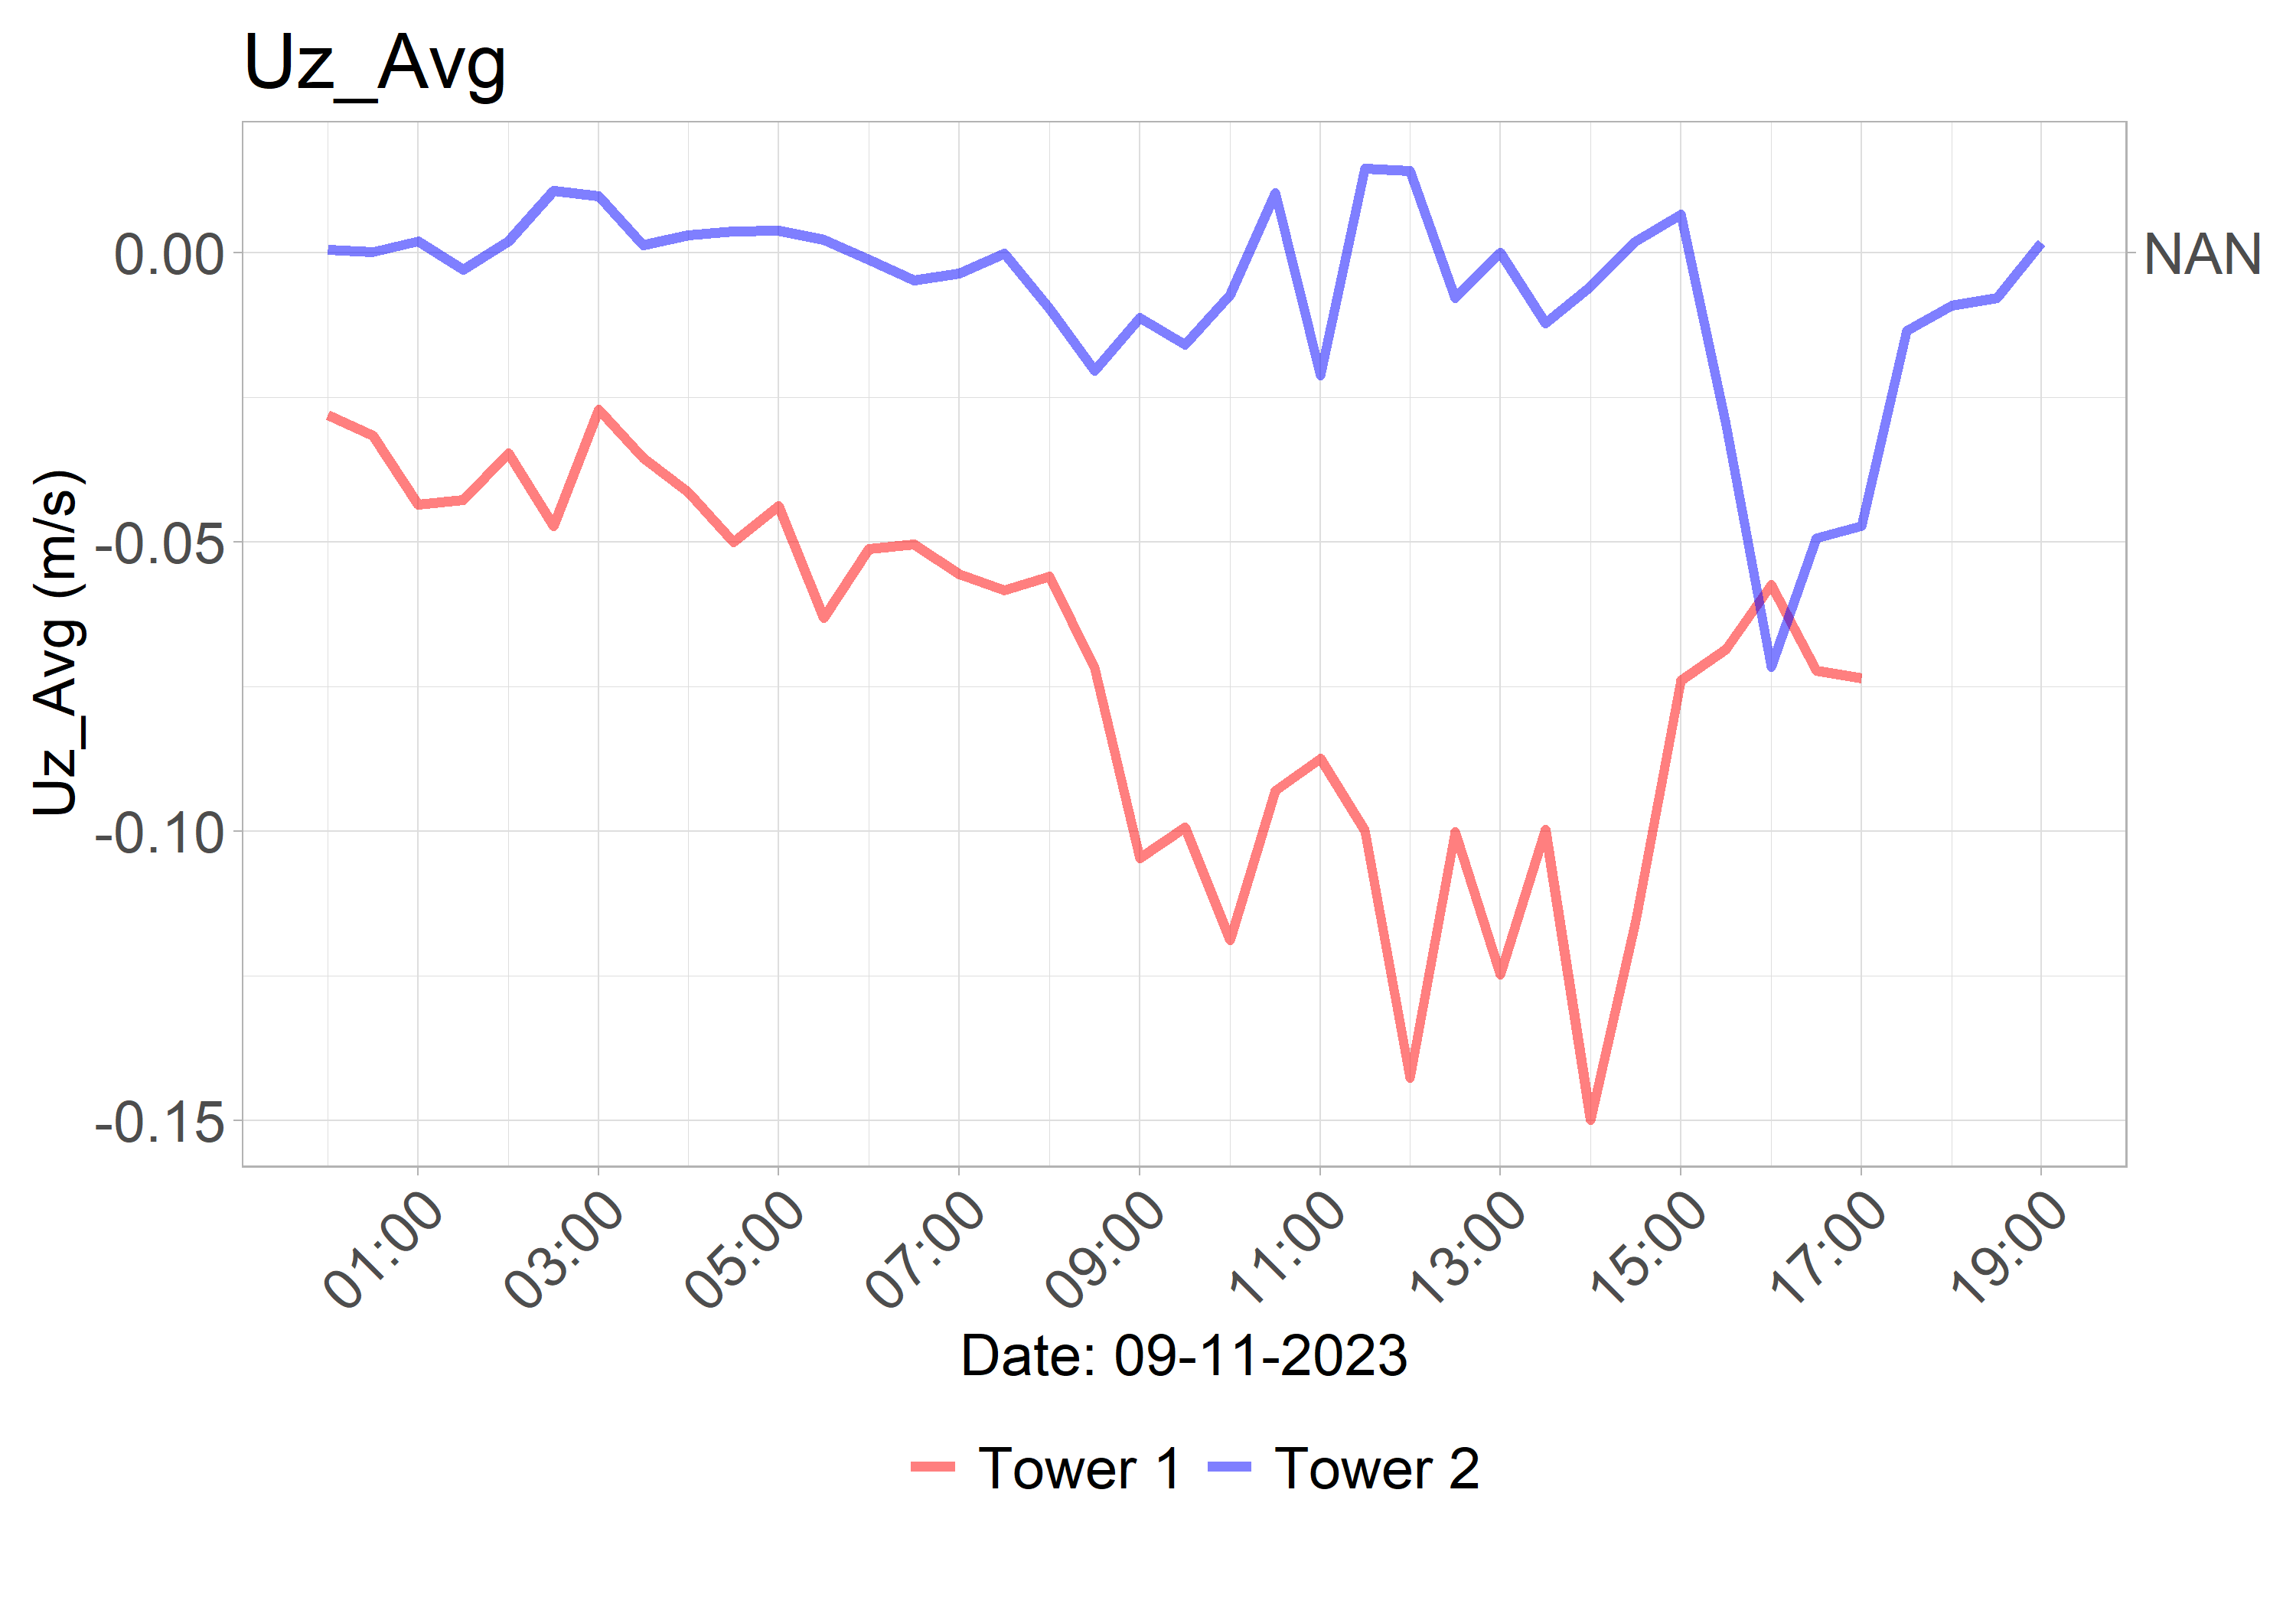 Uz_Avg
Uz_Avg (m/s)
0.00
-0.05
-0.10
-0.15
NAN
01:00 03:00 05:00 07:00 09:00 11:00 13:00 15:00 17:00 19:00
Date: 09-11-2023
Tower 1 Tower 2